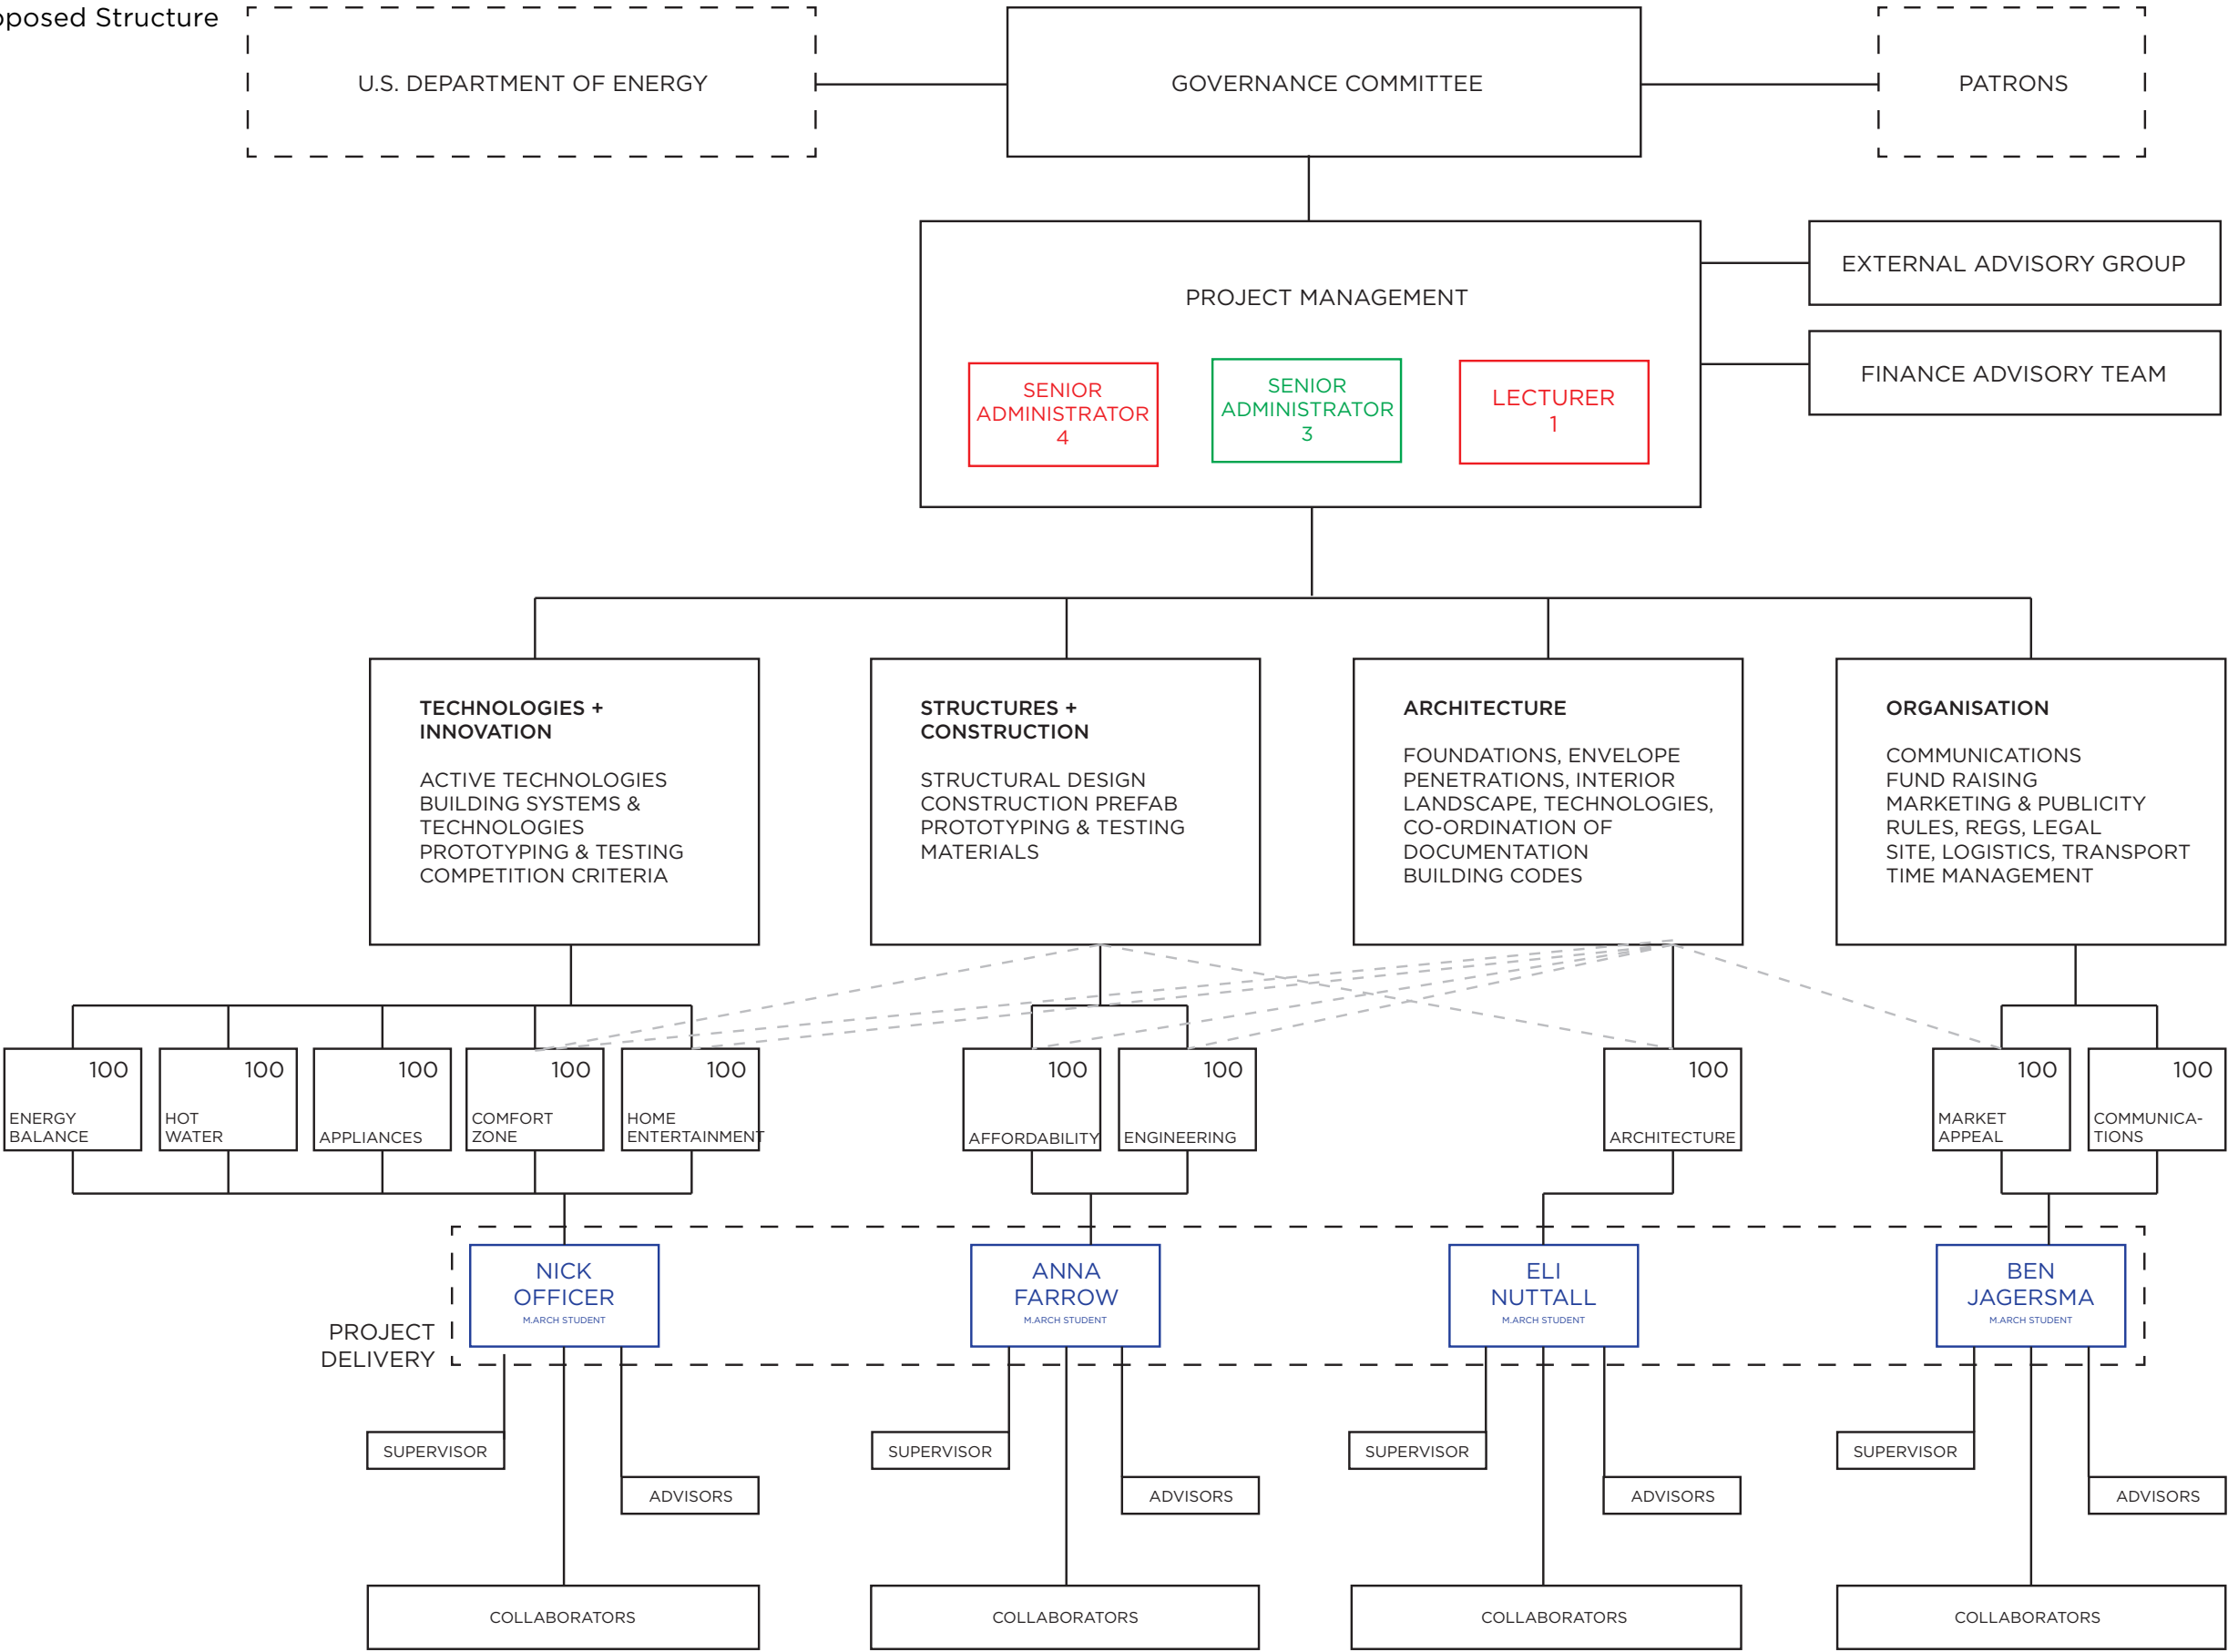 Structure
U.S. DEPARTMENT OF ENERGY
GOVERNANCE COMMITTEE
PATRONS
PROJECT MANAGEMENT
EXTERNAL ADVISORY GROUP
FINANCE ADVISORY TEAM
SENIOR
ADMINISTRATOR
4
SENIOR
ADMINISTRATOR
3
LECTURER
1
TECHNOLOGIES +
INNOVATION
ACTIVE TECHNOLOGIES
BUILDING SYSTEMS &
TECHNOLOGIES
PROTOTYPING & TESTING
COMPETITION CRITERIA
STRUCTURES +
CONSTRUCTION
STRUCTURAL DESIGN
CONSTRUCTION PREFAB
PROTOTYPING & TESTING
MATERIALS
ARCHITECTURE
FOUNDATIONS, ENVELOPE
PENETRATIONS, INTERIOR
LANDSCAPE, TECHNOLOGIES,
CO-ORDINATION OF
DOCUMENTATION
BUILDING CODES
ORGANISATION
COMMUNICATIONS
FUND RAISING
MARKETING & PUBLICITY
RULES, REGS, LEGAL
SITE, LOGISTICS, TRANSPORT
TIME MANAGEMENT
100
ENERGY
BALANCE
100
HOT
WATER
100
APPLIANCES
100
COMFORT
ZONE
100
HOME
ENTERTAINMENT
100
AFFORDABILITY
100
ENGINEERING
100
ARCHITECTURE
100
MARKET
APPEAL
100
COMMUNICA-
TIONS
PROJECT
DELIVERY
NICK
OFFICER
M.ARCH STUDENT
ANNA
FARROW
M.ARCH STUDENT
ELI
NUTTALL
M.ARCH STUDENT
BEN
JAGERSMA
M.ARCH STUDENT
SUPERVISOR
ADVISORS
SUPERVISOR
ADVISORS
SUPERVISOR
ADVISORS
SUPERVISOR
ADVISORS
COLLABORATORS
COLLABORATORS
COLLABORATORS
COLLABORATORS